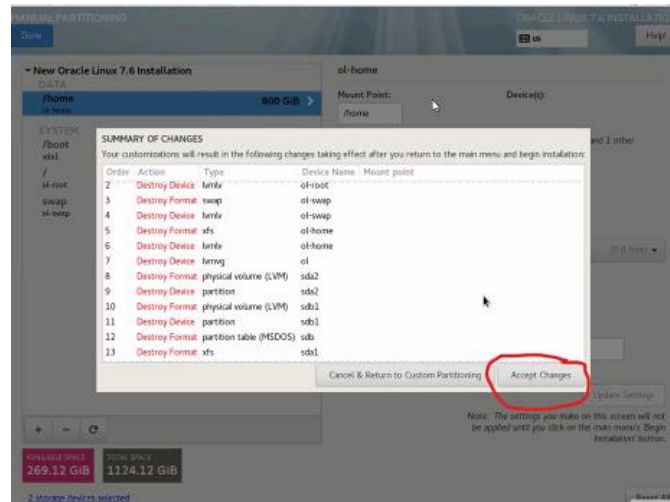 MANUAL PARTITIONING
ORACLE LINUX 7.6 INSTALLATION
Done
us
Help!
New Oracle Linux 7.6 Installation
DATA
/home
ol-home
800 GiB
SYSTEM
/boot
sda1
/
ol-root
swap
ol-swap
ol-home
Mount Point:
/home
Device(s):
and 1 other
SUMMARY OF CHANGES
Your customizations will result in the following changes taking effect after you return to the main menu and begin installation:
Order Action Type Device Name Mount point
2 Destroy Device lvmlv ol-root
3 Destroy Format swap ol-swap
4 Destroy Device lvmlv ol-swap
5 Destroy Format xfs ol-home
6 Destroy Device lvmlv ol-home
7 Destroy Device lvmvg ol
8 Destroy Format physical volume (LVM) sda2
9 Destroy Device partition sda2
10 Destroy Format physical volume (LVM) sdb1
11 Destroy Device partition sdb1
12 Destroy Format partition table (MSDOS) sdb
13 Destroy Format xfs sda1
Cancel & Return to Custom Partitioning
Accept Changes
Update Settings
Note: The settings you make on this screen will not
be applied until you click on the main menu's 'Begin
Installation' button.
+ -
AVAILABLE SPACE
269.12 GiB
TOTAL SPACE
1124.12 GiB
2 storage devices selected
Reset All